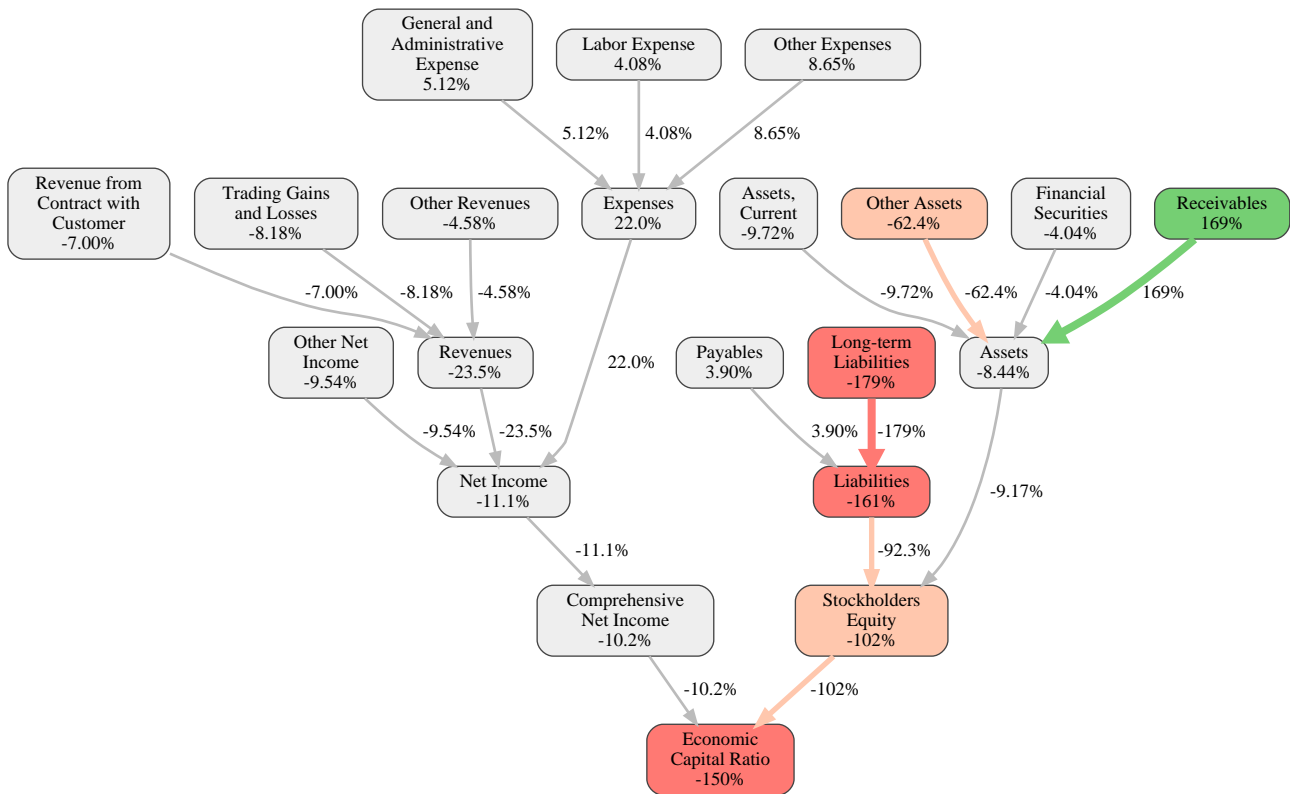 General and
Administrative
Expense
5.12%
Labor Expense
4.08%
Other Expenses
8.65%
5.12%
4.08%
8.65%
Revenue from
Contract with
Customer
-7.00%
Trading Gains
and Losses
-8.18%
Other Revenues
-4.58%
Expenses
22.0%
Assets,
Current
-9.72%
Other Assets
-62.4%
Financial
Securities
-4.04%
Receivables
169%
-7.00%
-8.18%
-4.58%
-9.72%
-62.4%
-4.04%
169%
Other Net
Income
-9.54%
Revenues
-23.5%
22.0%
Payables
3.90%
Long-term
Liabilities
-179%
Assets
-8.44%
-9.54%
-23.5%
3.90%
-179%
Net Income
-11.1%
Liabilities
-161%
-9.17%
-11.1%
-92.3%
Comprehensive
Net Income
-10.2%
Stockholders
Equity
-102%
-10.2%
-102%
Economic
Capital Ratio
-150%